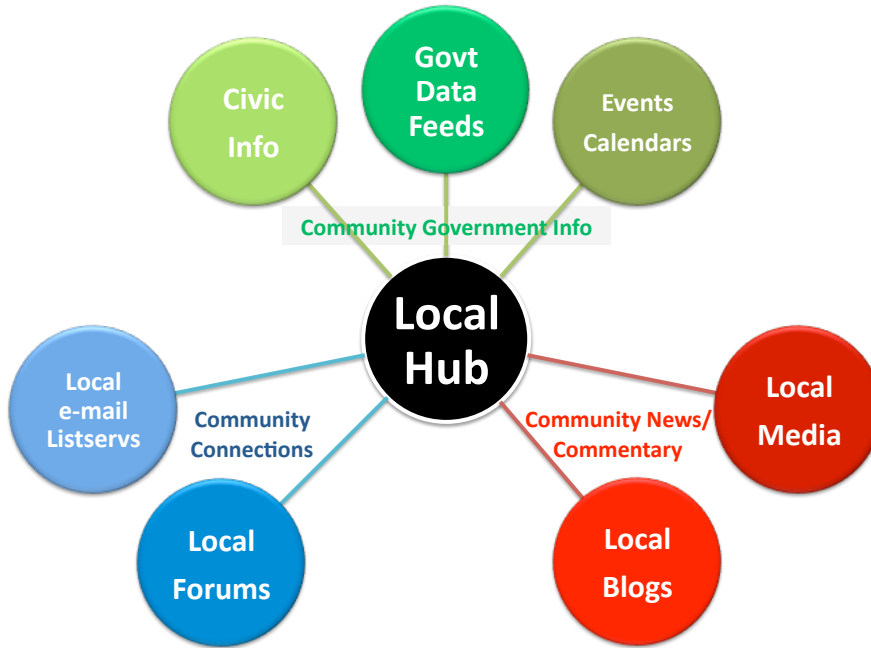 Govt
Data
Feeds
Civic
Info
Events
Calendars
Community Government Info
Local
Hub
Local
e-mail
Listservs
Community
Connections
Community News/
Commentary
Local
Media
Local
Forums
Local
Blogs